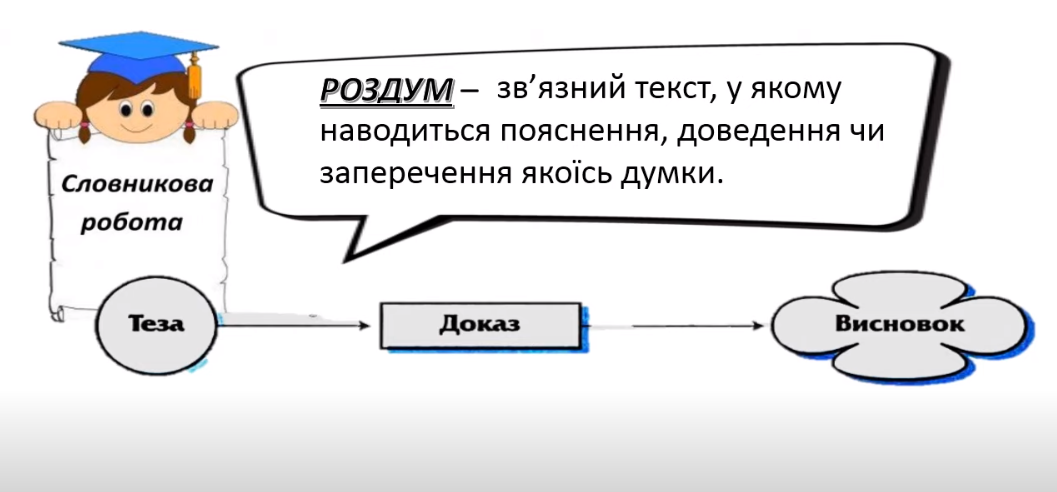 РОЗДУМ – зв’язний текст, у якому
наводиться пояснення, доведення чи
заперечення якоїсь думки.
Словникова
робота
Теза
Доказ
Висновок